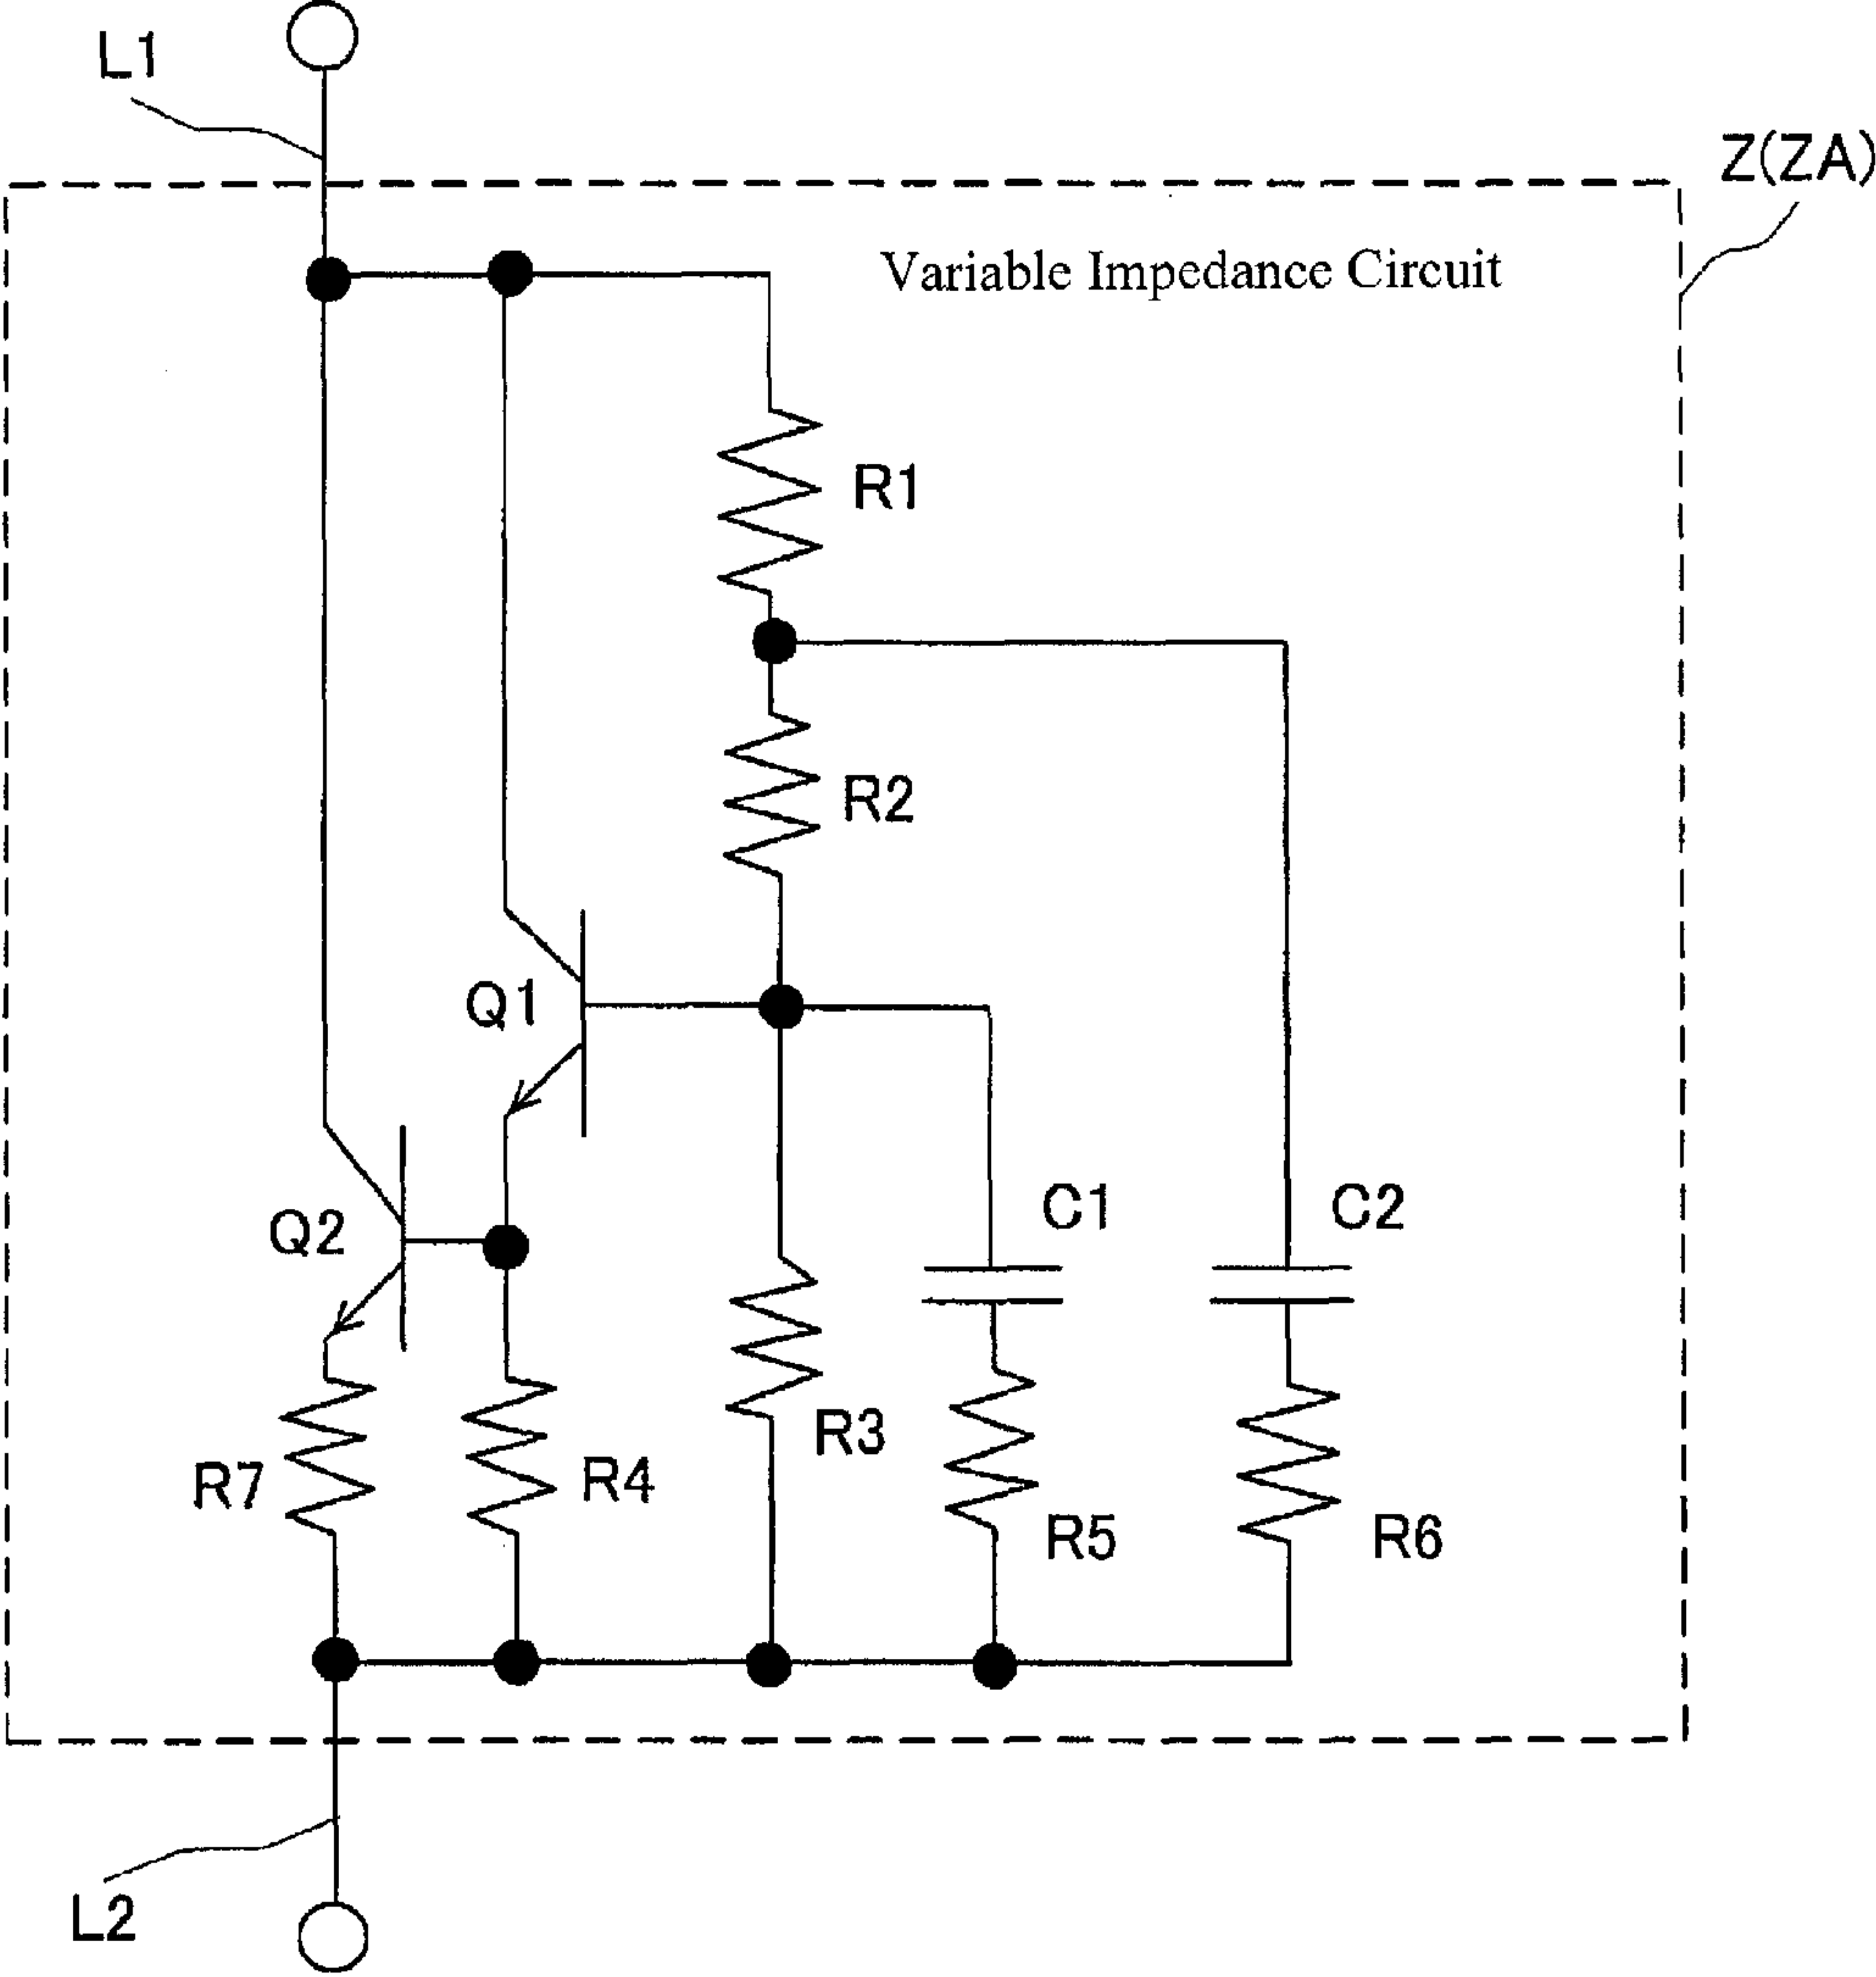 L1
Z(ZA)
Variable Impedance Circuit
R1
R2
Q1
C1
C2
Q2
R3
R7
R4
R5
R6
L2